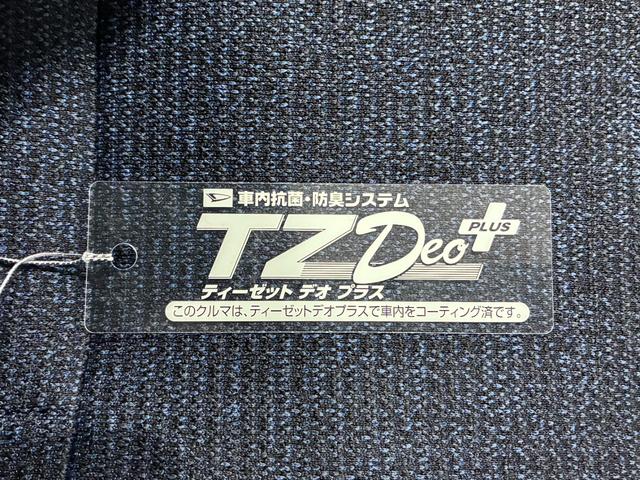 車内抗菌・防臭システム
TZ Deo PLUS
ティーゼット デオ プラス
このクルマは、ティーゼットデオプラスで車内をコーティング済です。